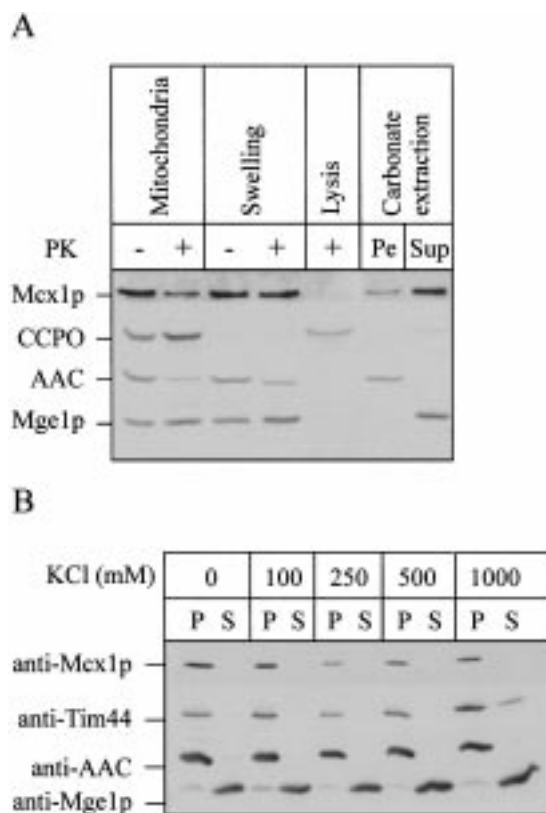 A
Mitochondria Swelling Lysis Carbonate extraction
PK - + - + + Pe Sup
Mcx1p
CCPO
AAC
Mge1p
B
KCl (mM) 0 100 250 500 1000
P S P S P S P S P S
anti-Mcx1p
anti-Tim44
anti-AAC
anti-Mge1p